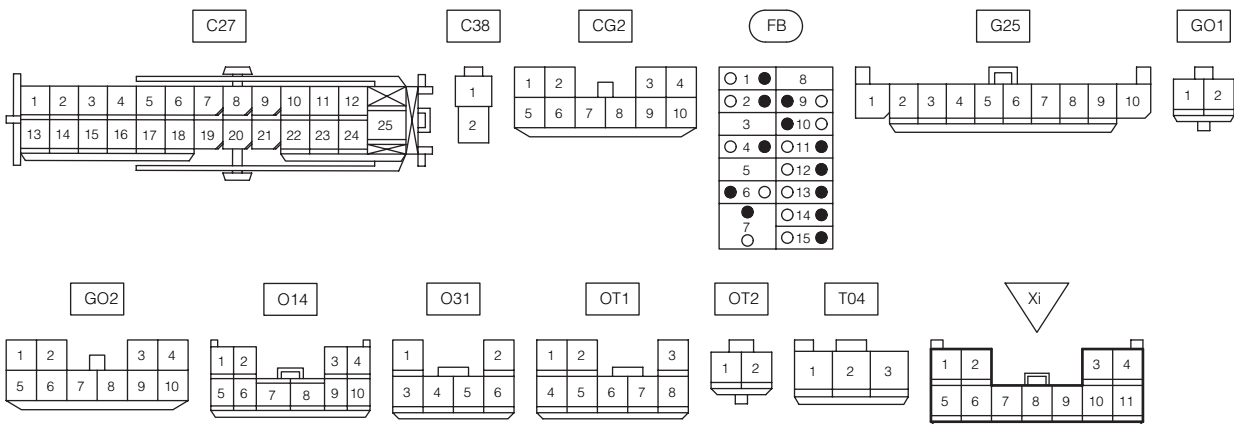 C27
C38
CG2
FB
G25
GO1
1 2 3 4 5 6 7 8 9 10 11 12
13 14 15 16 17 18 19 20 21 22 23 24
25
1
2
1 2 3 4
5 6 7 8 9 10
1 8
2 9
3 10
4 11
5 12
6 13
7 14
15
1 2 3 4 5 6 7 8 9 10
1 2
GO2
O14
O31
OT1
OT2
T04
Xi
1 2 3 4
5 6 7 8 9 10
1 2 3 4
5 6 7 8 9 10
1 2
3 4 5 6
1 2 3
4 5 6 7 8
1 2
1 2 3
1 2 3 4
5 6 7 8 9 10 11